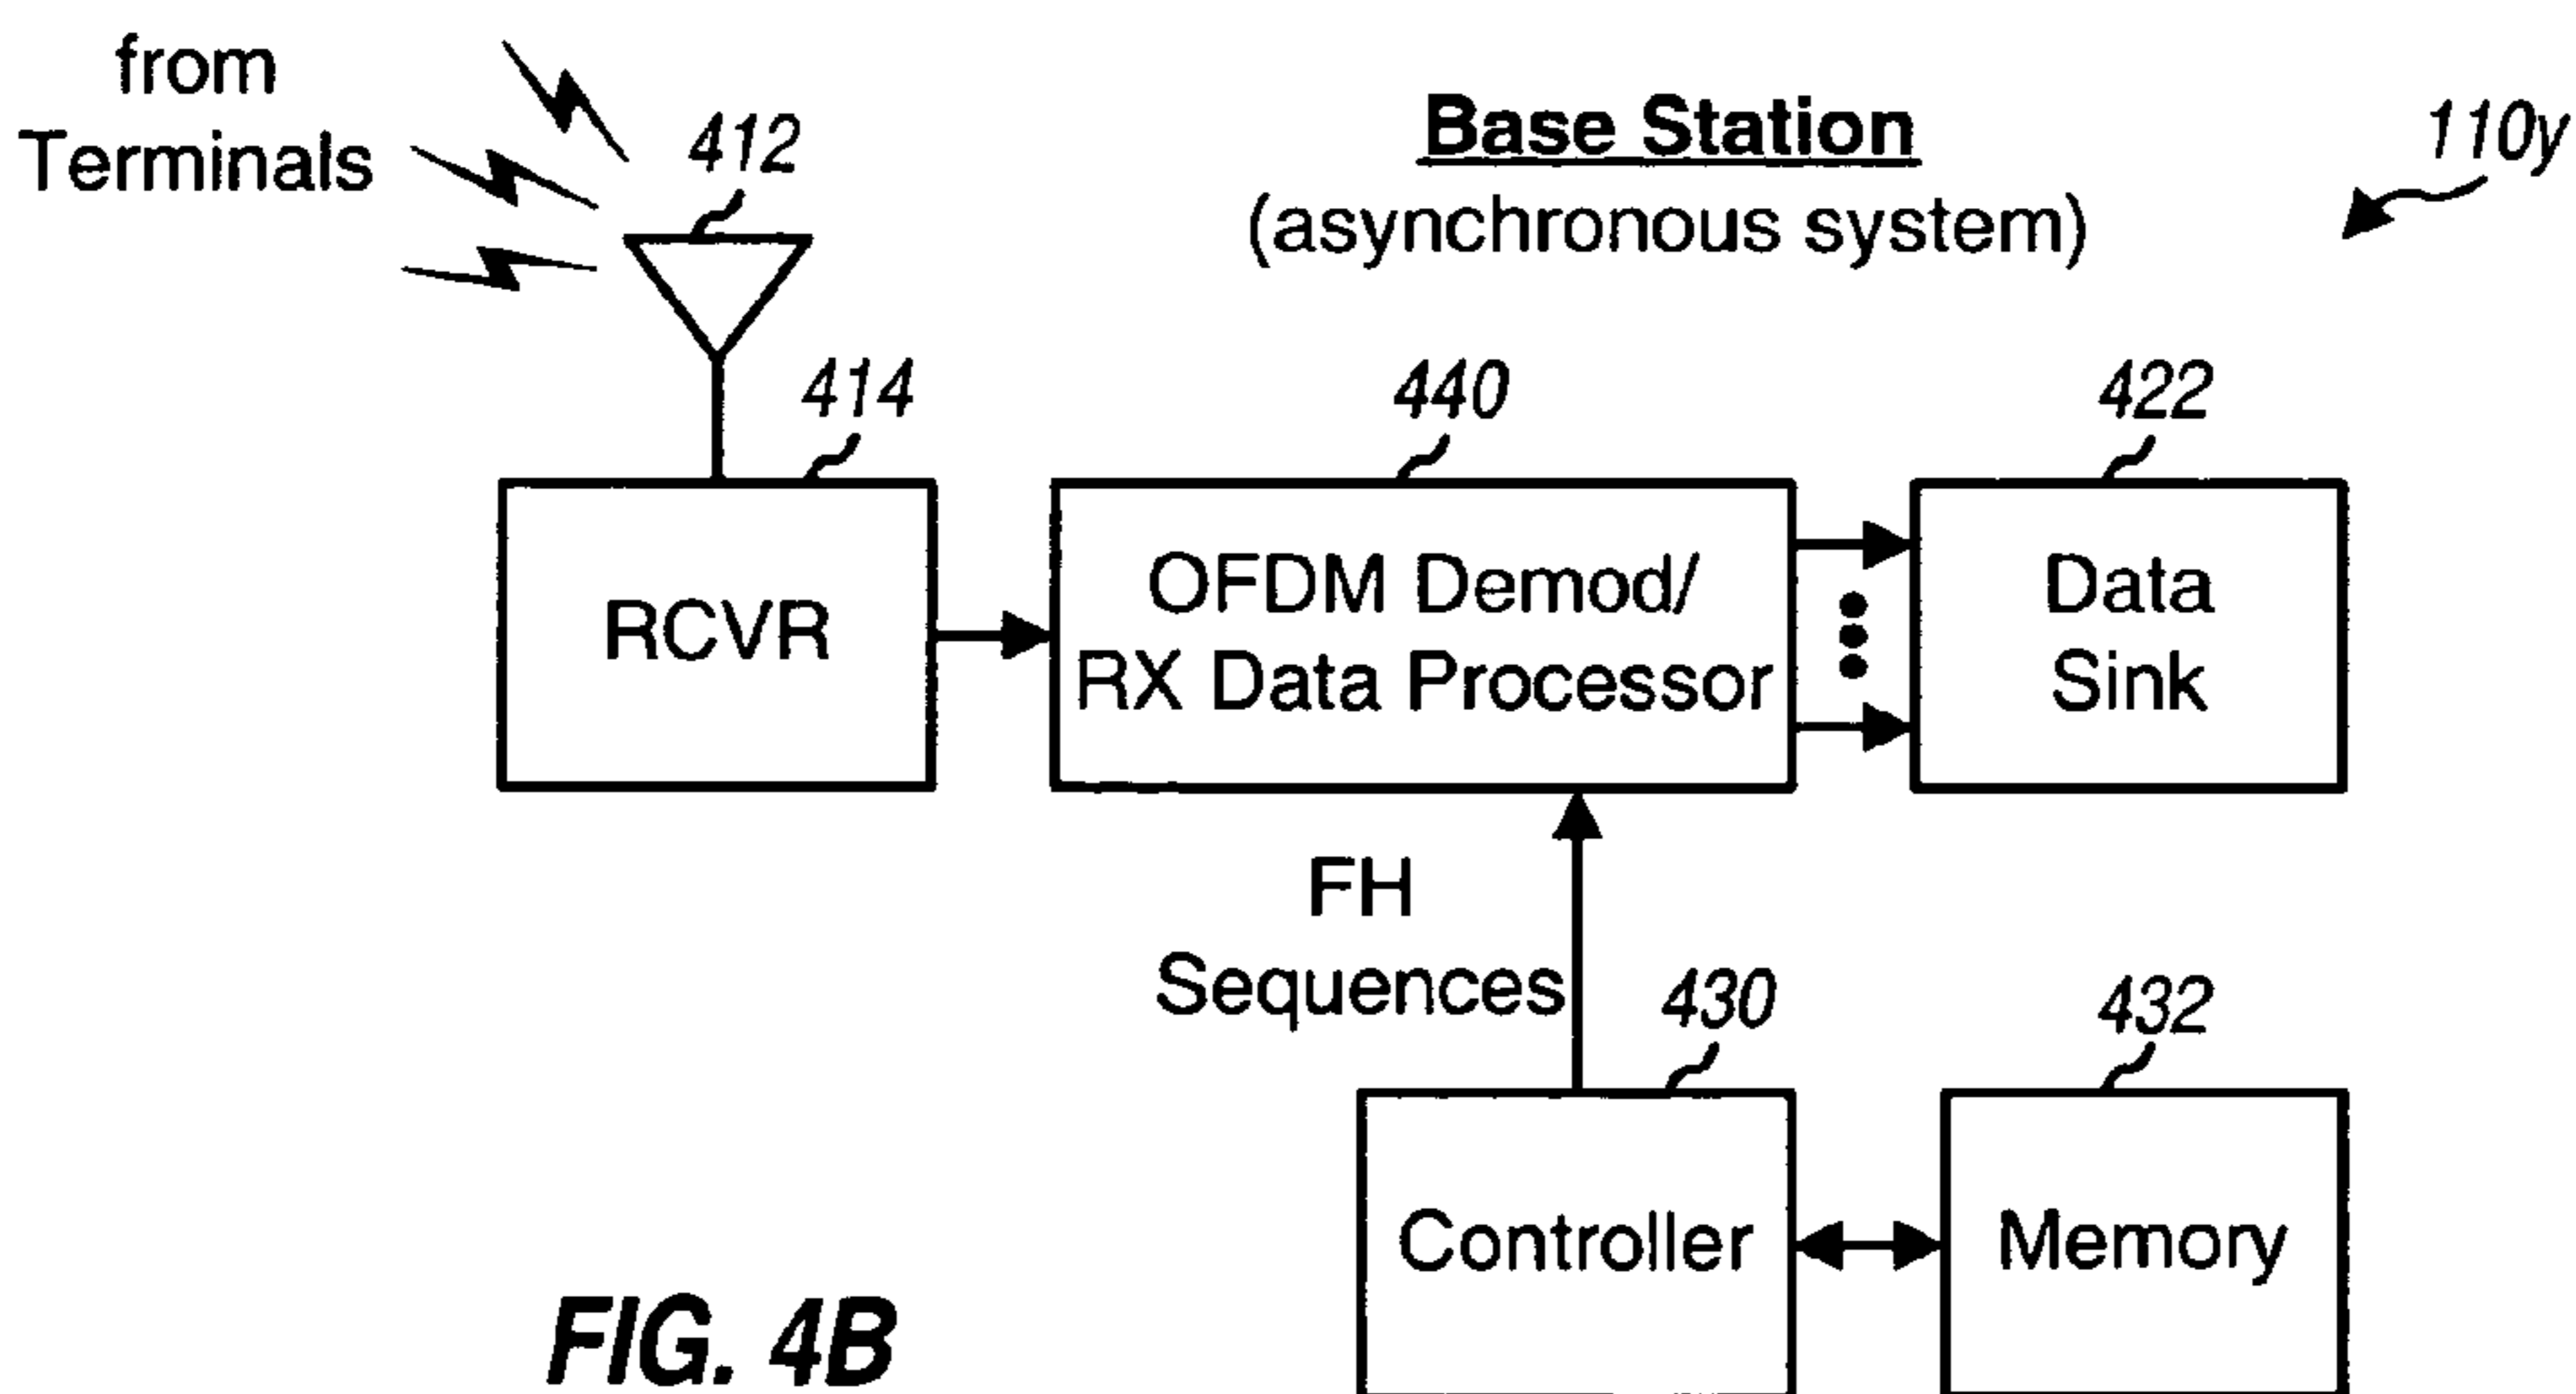 from
Terminals
412
Base Station
(asynchronous system)
110y
414
440
422
RCVR
OFDM Demod/
RX Data Processor
Data
Sink
FH
Sequences
430
432
Controller
Memory
FIG. 4B